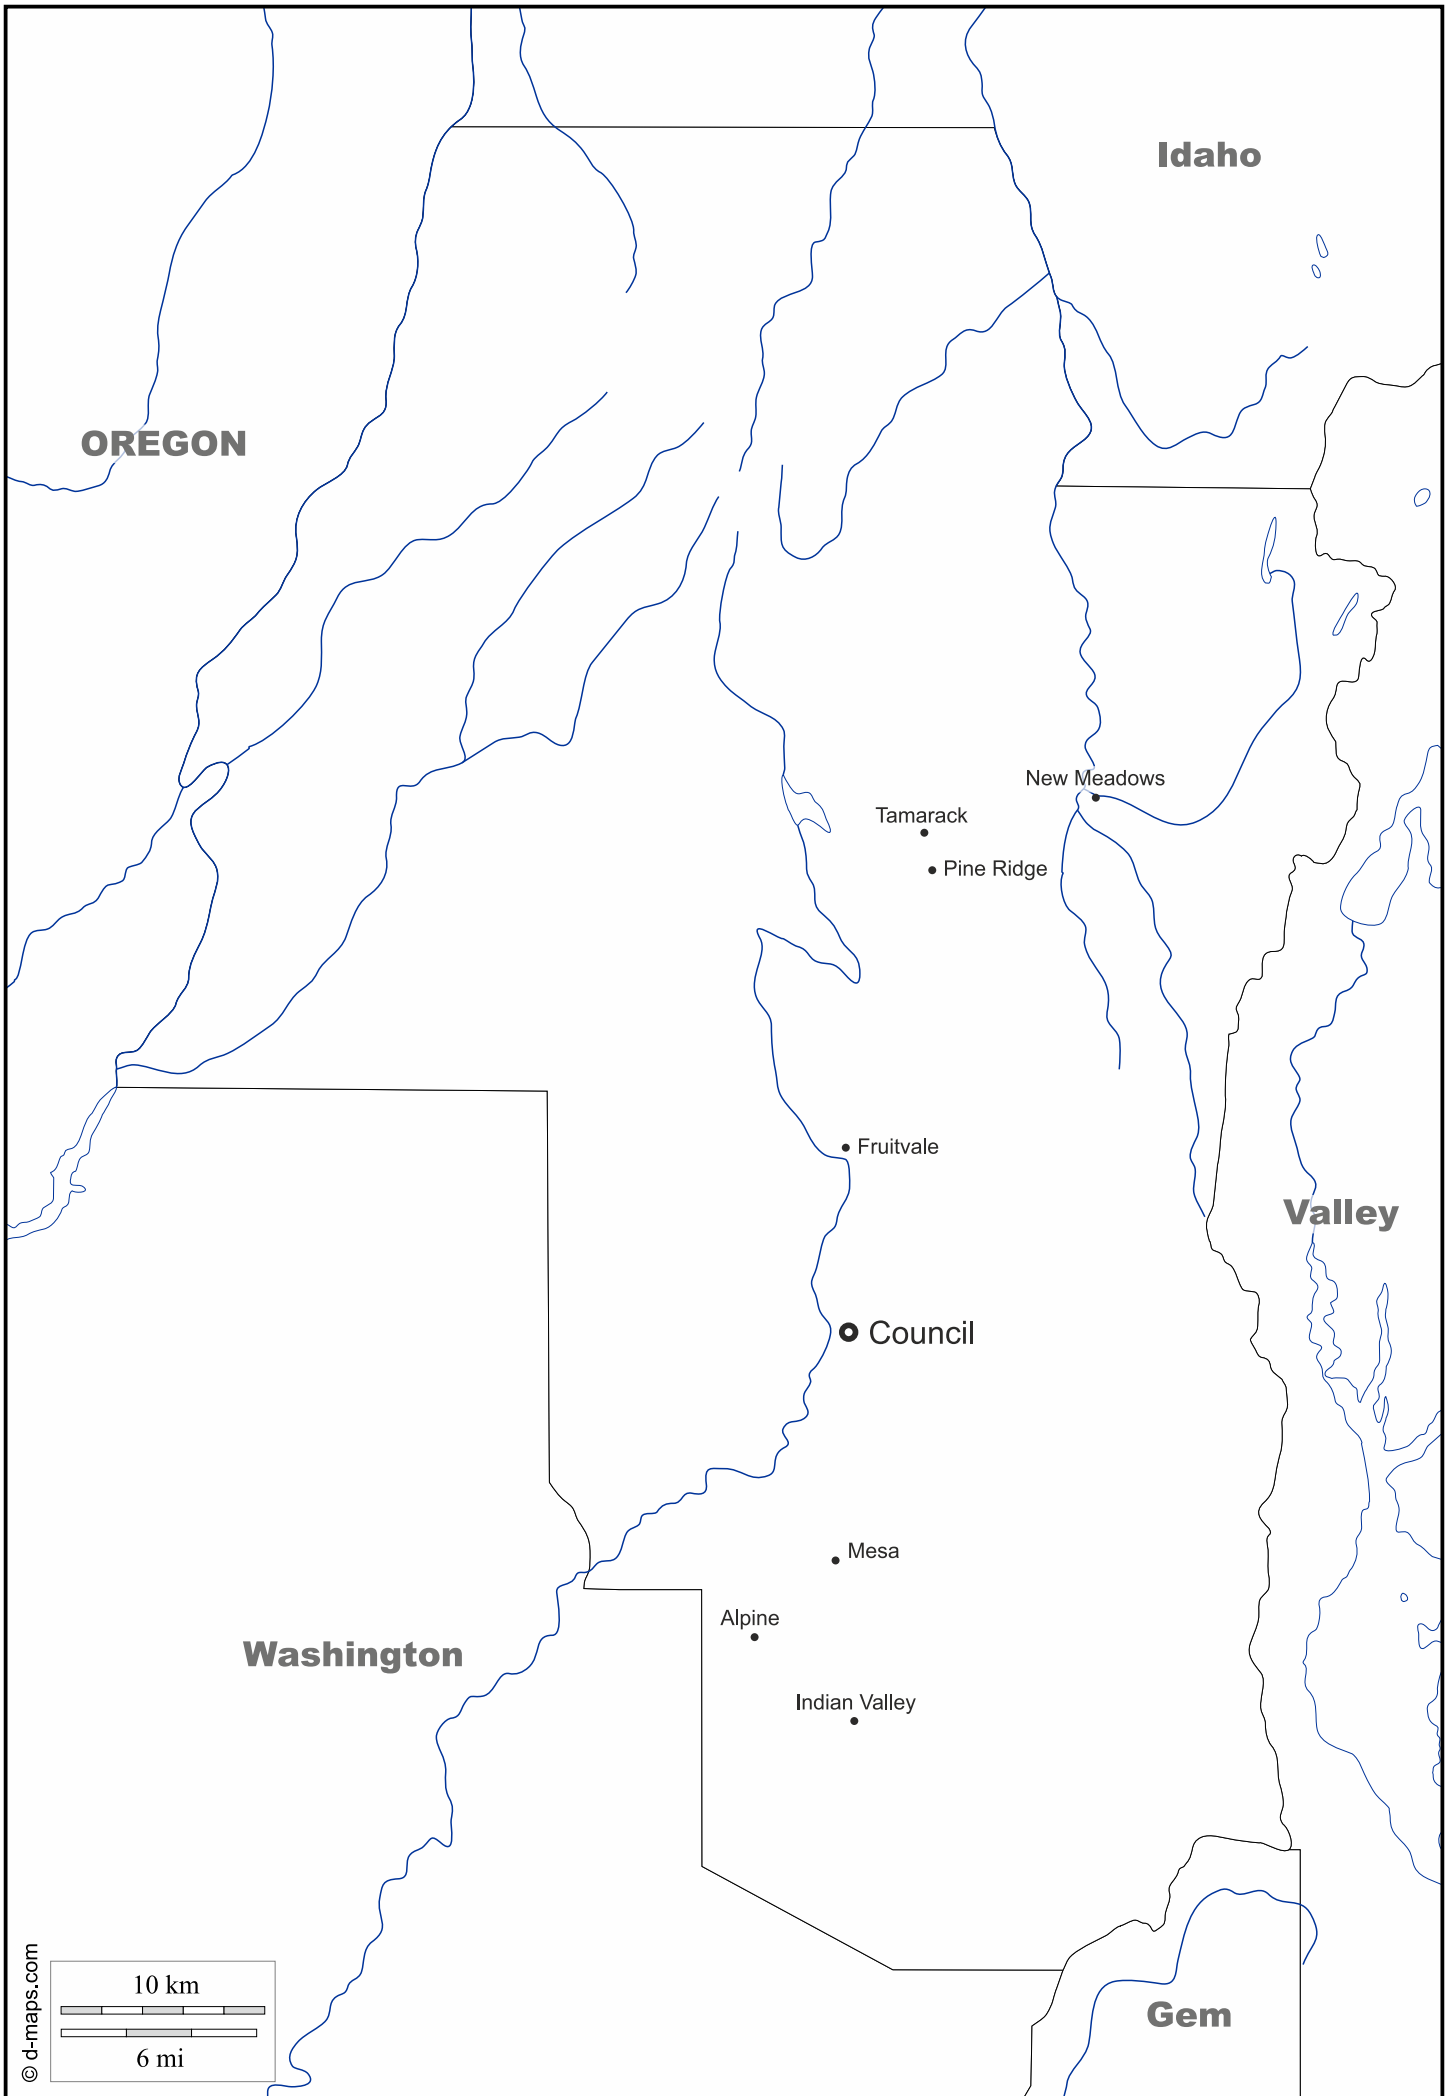 Idaho
OREGON
New Meadows
Tamarack
Pine Ridge
Fruitvale
Valley
Council
Mesa
Alpine
Washington
Indian Valley
Gem
10 km
6 mi
© d-maps.com